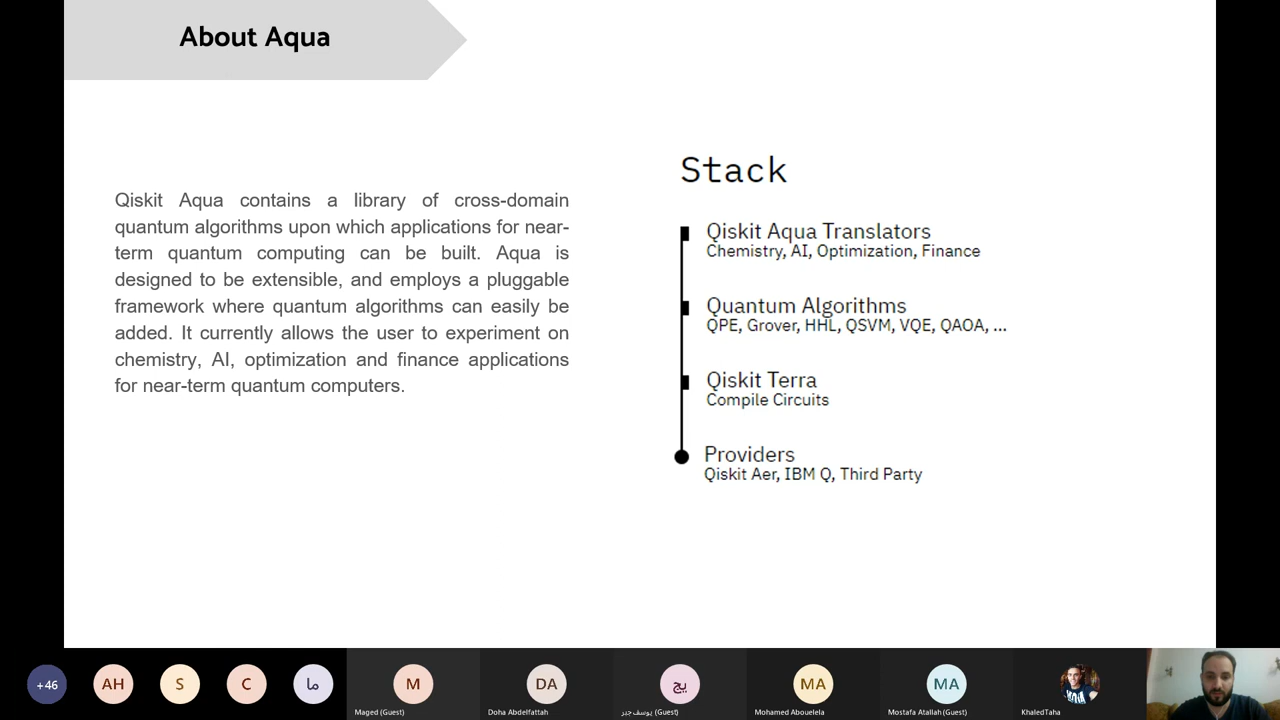 About Aqua
Qiskit Aqua contains a library of cross-domain
quantum algorithms upon which applications for near-
term quantum computing can be built. Aqua is
designed to be extensible, and employs a pluggable
framework where quantum algorithms can easily be
added. It currently allows the user to experiment on
chemistry, AI, optimization and finance applications
for near-term quantum computers.
Stack
Qiskit Aqua Translators
Chemistry, AI, Optimization, Finance
Quantum Algorithms
QPE, Grover, HHL, QSVM, VQE, QAOA, ...
Qiskit Terra
Compile Circuits
Providers
Qiskit Aer, IBM Q, Third Party
+46
AH
S
C
ما
M
Maged (Guest)
DA
Doha Abdelfattah
يج
يوسف جبر (Guest)
MA
Mohamed Abouelela
MA
Mostafa Atallah (Guest)
KhaledTaha